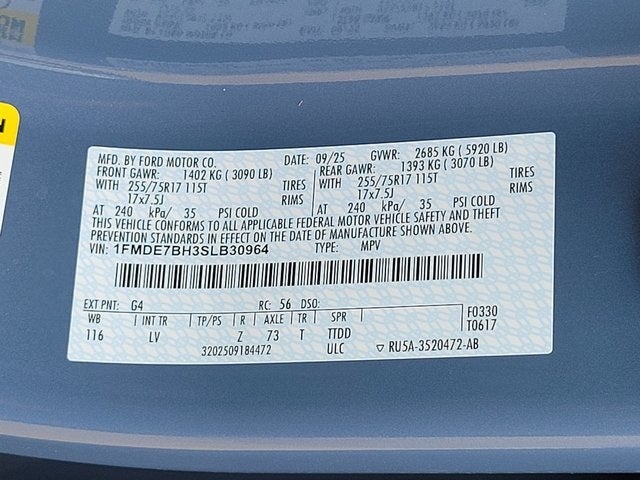 MFD. BY FORD MOTOR CO. DATE: 09/25 GVWR: 2685 KG ( 5920 LB)
FRONT GAWR: 1402 KG ( 3090 LB) REAR GAWR: 1393 KG ( 3070 LB)
WITH 255/75R17 115T TIRES WITH 255/75R17 115T TIRES
17x7.5J RIMS 17x7.5J RIMS
AT 240 kPa/ 35 PSI COLD AT 240 kPa/ 35 PSI COLD
THIS VEHICLE CONFORMS TO ALL APPLICABLE FEDERAL MOTOR VEHICLE SAFETY AND THEFT
PREVENTION STANDARDS IN EFFECT ON THE DATE OF MANUFACTURE SHOWN ABOVE.
VIN: 1FMDE7BH3SLB30964 TYPE: MPV
EXT PNT: G4 RC: 56 DSO: F0330
WB | INT TR | TP/PS | R | AXLE | TR | SPR T0617
116 LV Z 73 T TTDD
3202509184472 ULC ▽ RU5A-3520472-AB